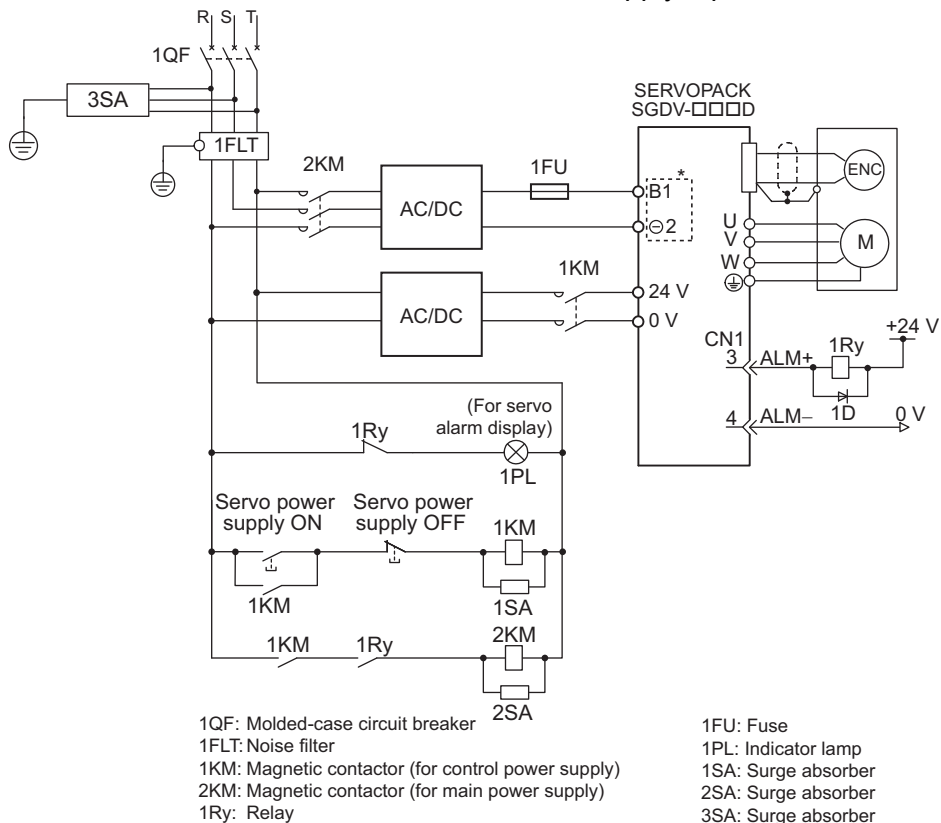 R S T
1QF
3SA
1FLT
2KM
AC/DC
1FU
SERVOPACK
SGDV-□□□D
*
B1
⊖2
ENC
U
V
W
M
1KM
AC/DC
24 V
0 V
CN1
+24 V
3 ALM+
1Ry
1D
4 ALM−
0 V
(For servo
alarm display)
1Ry
1PL
Servo power
supply ON
Servo power
supply OFF
1KM
1KM
1SA
1KM
1Ry
2KM
2SA
1QF: Molded-case circuit breaker
1FLT: Noise filter
1KM: Magnetic contactor (for control power supply)
2KM: Magnetic contactor (for main power supply)
1Ry: Relay
1FU: Fuse
1PL: Indicator lamp
1SA: Surge absorber
2SA: Surge absorber
3SA: Surge absorber